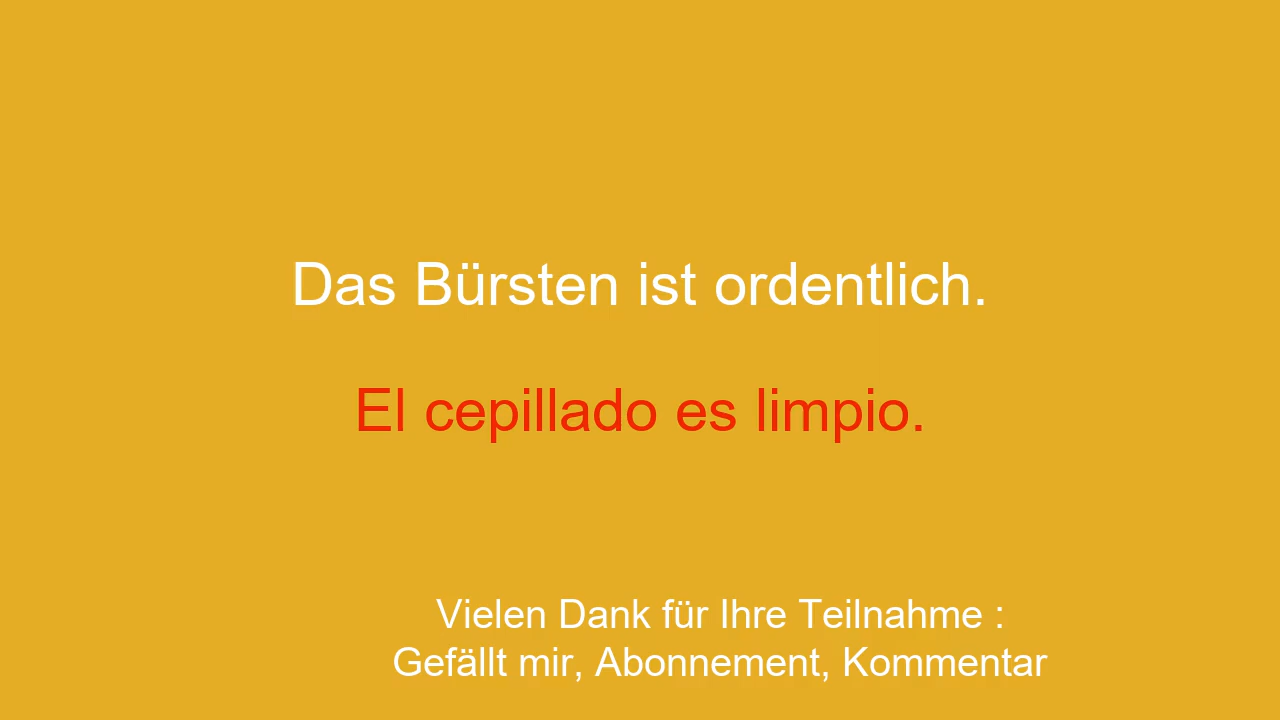 Das Bürsten ist ordentlich.
El cepillado es limpio.
Vielen Dank für Ihre Teilnahme :
Gefällt mir, Abonnement, Kommentar